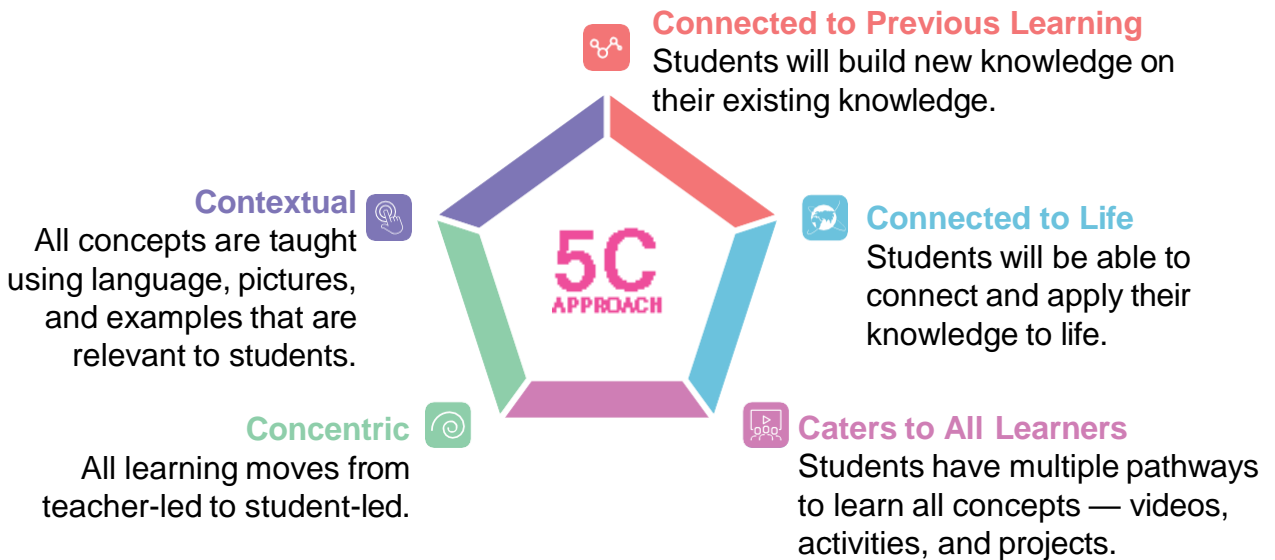 Connected to Previous Learning
Students will build new knowledge on
their existing knowledge.
Contextual
All concepts are taught
using language, pictures,
and examples that are
relevant to students.
5C
APPROACH
Connected to Life
Students will be able to
connect and apply their
knowledge to life.
Concentric
All learning moves from
teacher-led to student-led.
Caters to All Learners
Students have multiple pathways
to learn all concepts — videos,
activities, and projects.